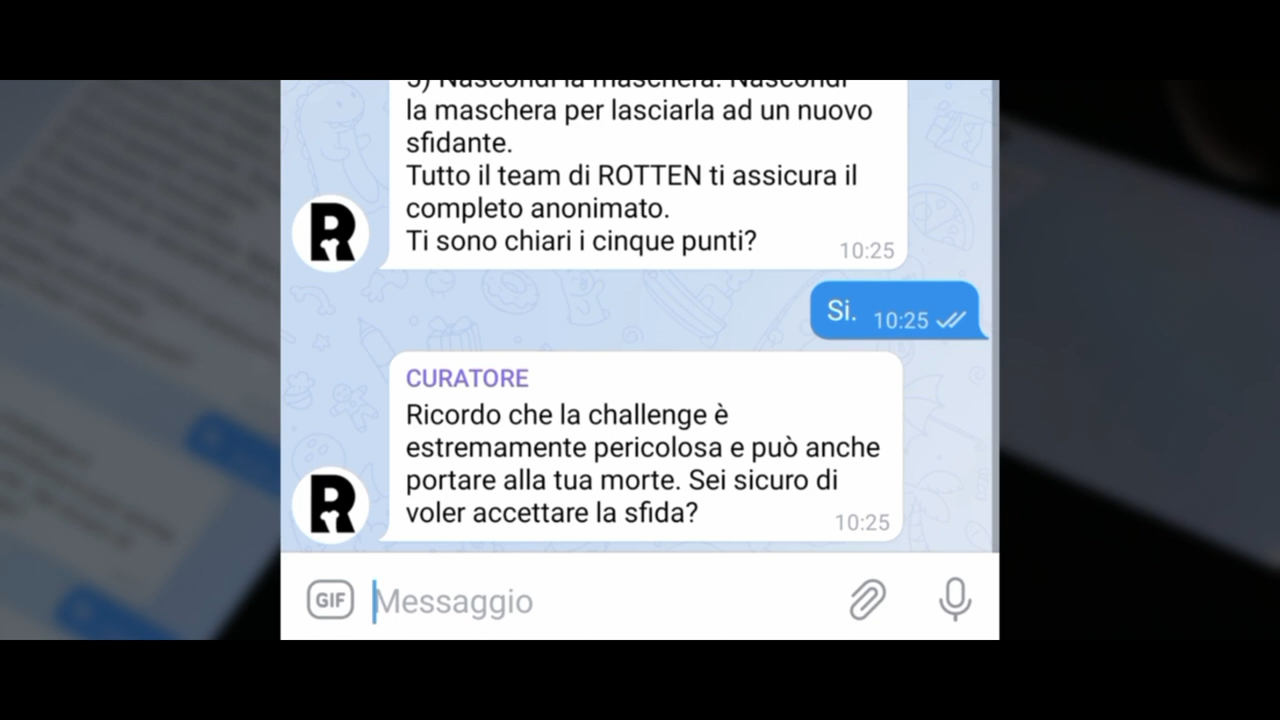 5) Nascondi la maschera. Nascondi
la maschera per lasciarla ad un nuovo
sfidante.
Tutto il team di ROTTEN ti assicura il
completo anonimato.
Ti sono chiari i cinque punti?
10:25
R
Si.
10:25
CURATORE
Ricordo che la challenge è
estremamente pericolosa e può anche
portare alla tua morte. Sei sicuro di
voler accettare la sfida?
10:25
R
GIF
Messaggio